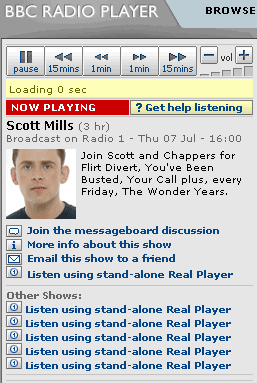 BBC RADIO PLAYER
BROWSE
pause 15mins 1min 1min 15mins vol
Loading 0 sec
NOW PLAYING
? Get help listening
Scott Mills (3 hr)
Broadcast on Radio 1 - Thu 07 Jul - 16:00
Join Scott and Chappers for
Flirt Divert, You've Been
Busted, Your Call plus, every
Friday, The Wonder Years.
Join the messageboard discussion
i More info about this show
Email this show to a friend
Listen using stand-alone Real Player
Other Shows:
Listen using stand-alone Real Player
Listen using stand-alone Real Player
Listen using stand-alone Real Player
Listen using stand-alone Real Player
Listen using stand-alone Real Player